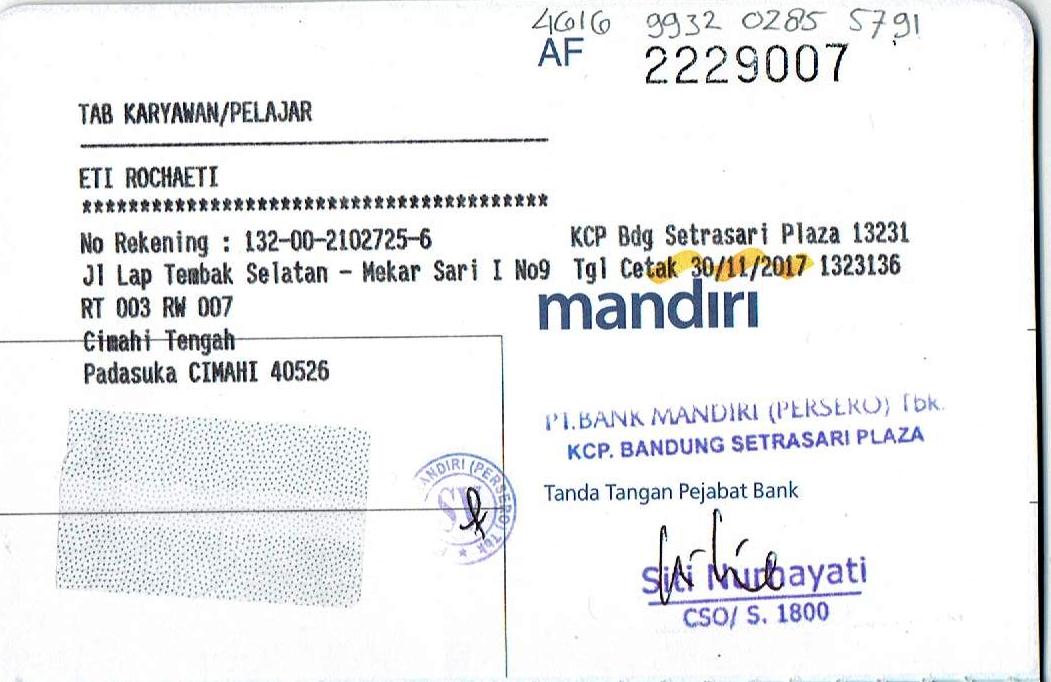 4616 9932 0285 5791
AF 2229007
TAB KARYAWAN/PELAJAR
ETI ROCHAETI
****************************************
No Rekening : 132-00-2102725-6 KCP Bdg Setrasari Plaza 13231
Jl Lap Tembak Selatan - Mekar Sari I No9 Tgl Cetak 30/11/2017 1323136
RT 003 RW 007
Cimahi Tengah
Padasuka CIMAHI 40526
mandiri
PT.BANK MANDIRI (PERSERO) Tbk.
KCP. BANDUNG SETRASARI PLAZA
ANDIRI (PERSERO) Tbk *
Tanda Tangan Pejabat Bank
Siti Nurhayati
CSO/ S. 1800